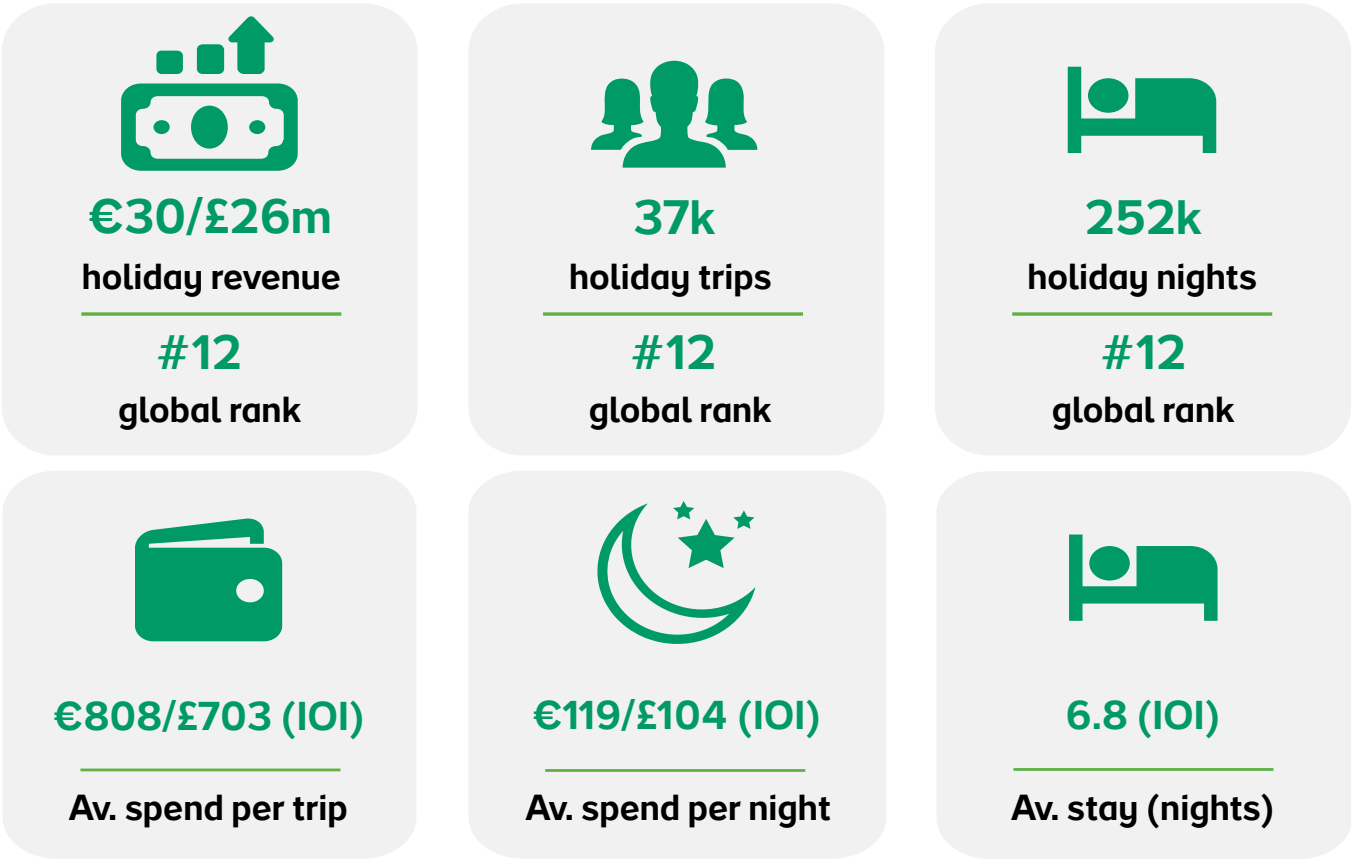 €30/£26m
holiday revenue
#12
global rank
37k
holiday trips
#12
global rank
252k
holiday nights
#12
global rank
€808/£703 (IOI)
Av. spend per trip
€119/£104 (IOI)
Av. spend per night
6.8 (IOI)
Av. stay (nights)